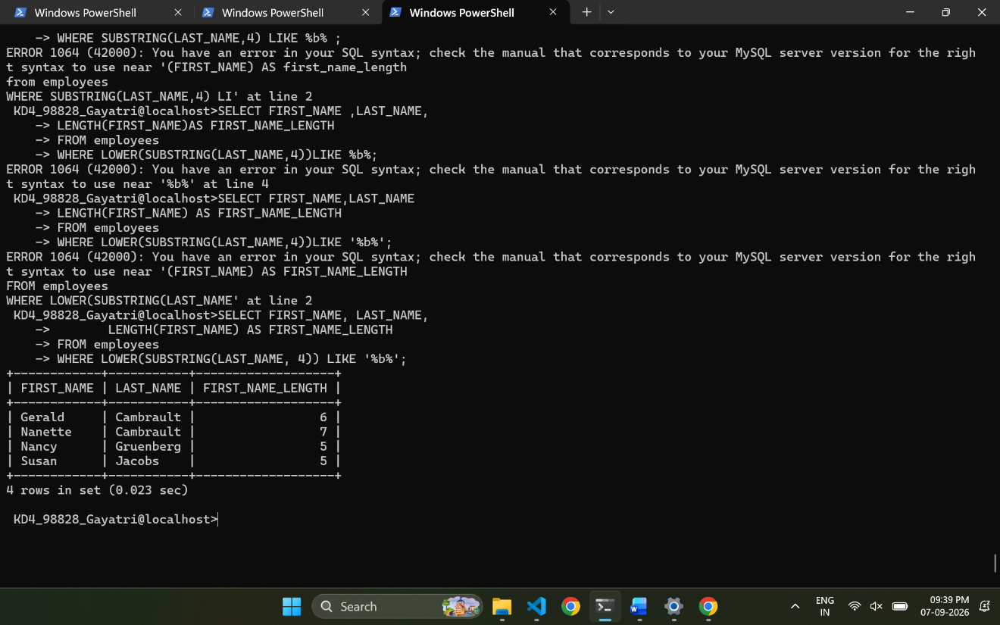 Windows PowerShell
Windows PowerShell
Windows PowerShell
    -> WHERE SUBSTRING(LAST_NAME,4) LIKE %b% ;
ERROR 1064 (42000): You have an error in your SQL syntax; check the manual that corresponds to your MySQL server version for the righ
t syntax to use near '(FIRST_NAME) AS first_name_length
from employees
WHERE SUBSTRING(LAST_NAME,4) LI' at line 2
 KD4_98828_Gayatri@localhost>SELECT FIRST_NAME ,LAST_NAME,
    -> LENGTH(FIRST_NAME)AS FIRST_NAME_LENGTH
    -> FROM employees
    -> WHERE LOWER(SUBSTRING(LAST_NAME,4))LIKE %b%;
ERROR 1064 (42000): You have an error in your SQL syntax; check the manual that corresponds to your MySQL server version for the righ
t syntax to use near '%b%' at line 4
 KD4_98828_Gayatri@localhost>SELECT FIRST_NAME,LAST_NAME
    -> LENGTH(FIRST_NAME) AS FIRST_NAME_LENGTH
    -> FROM employees
    -> WHERE LOWER(SUBSTRING(LAST_NAME,4))LIKE '%b%';
ERROR 1064 (42000): You have an error in your SQL syntax; check the manual that corresponds to your MySQL server version for the righ
t syntax to use near '(FIRST_NAME) AS FIRST_NAME_LENGTH
FROM employees
WHERE LOWER(SUBSTRING(LAST_NAME' at line 2
 KD4_98828_Gayatri@localhost>SELECT FIRST_NAME, LAST_NAME,
    ->        LENGTH(FIRST_NAME) AS FIRST_NAME_LENGTH
    -> FROM employees
    -> WHERE LOWER(SUBSTRING(LAST_NAME, 4)) LIKE '%b%';
+------------+-----------+-------------------+
| FIRST_NAME | LAST_NAME | FIRST_NAME_LENGTH |
+------------+-----------+-------------------+
| Gerald     | Cambrault |                 6 |
| Nanette    | Cambrault |                 7 |
| Nancy      | Gruenberg |                 5 |
| Susan      | Jacobs    |                 5 |
+------------+-----------+-------------------+
4 rows in set (0.023 sec)
 KD4_98828_Gayatri@localhost>
Search
ENG
IN
09:39 PM
07-09-2026